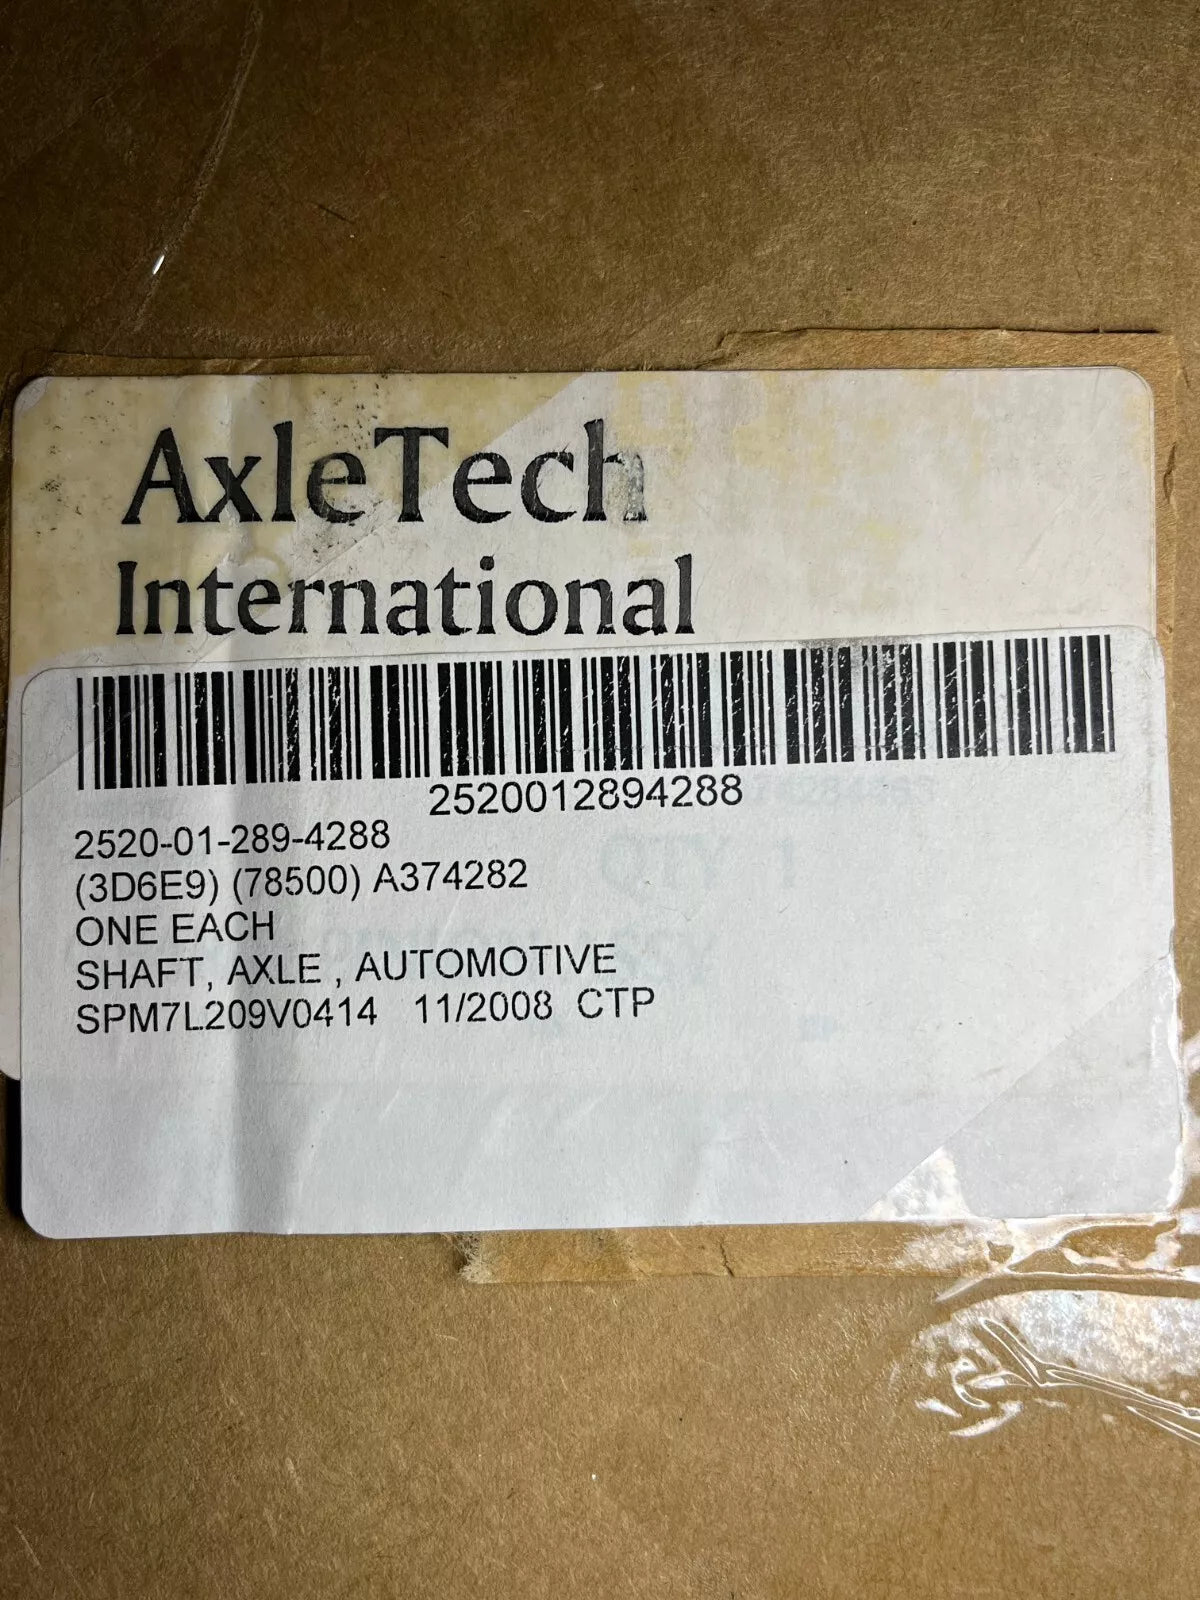 AxleTech
International
2520012894288
2520-01-289-4288
(3D6E9) (78500) A374282
ONE EACH
SHAFT, AXLE , AUTOMOTIVE
SPM7L209V0414 11/2008 CTP